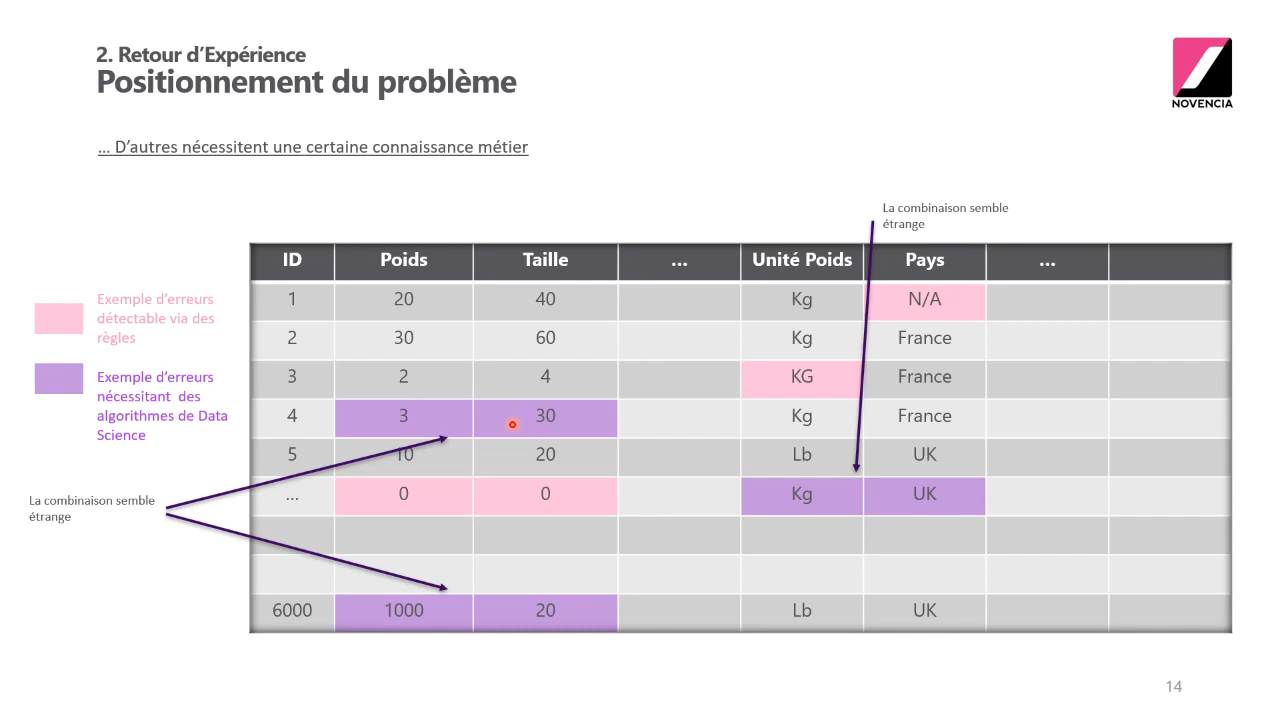 2. Retour d’Expérience
Positionnement du problème
NOVENCIA
... D’autres nécessitent une certaine connaissance métier
La combinaison semble
étrange
ID Poids Taille ... Unité Poids Pays ...
1 20 40 Kg N/A
2 30 60 Kg France
3 2 4 KG France
4 3 30 Kg France
5 10 20 Lb UK
... 0 0 Kg UK
6000 1000 20 Lb UK
Exemple d’erreurs
détectable via des
règles
Exemple d’erreurs
nécessitant des
algorithmes de Data
Science
La combinaison semble
étrange
14